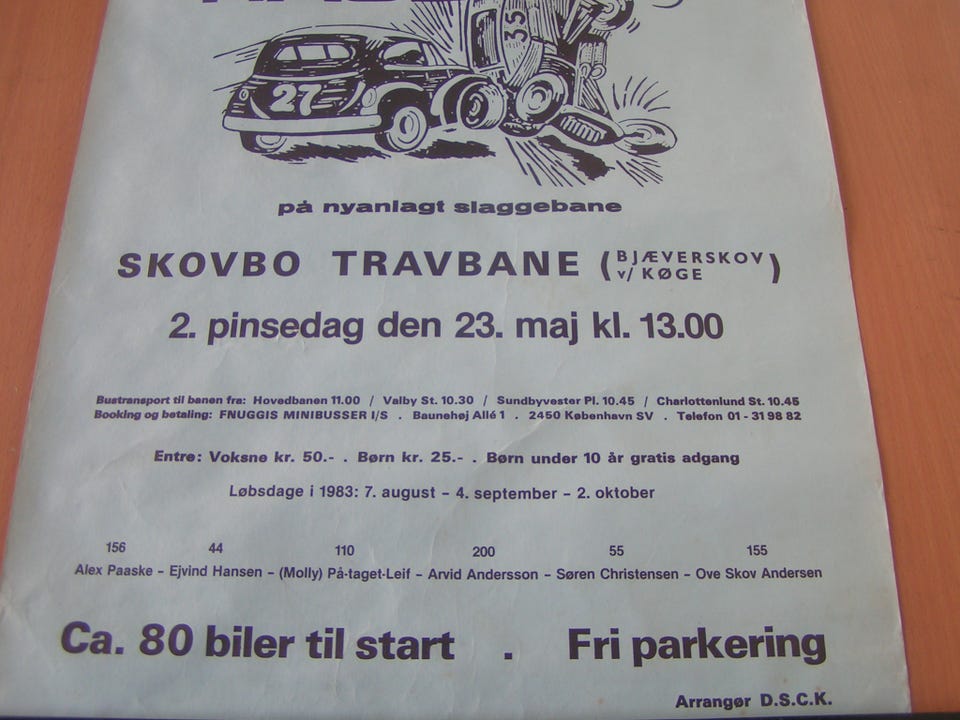 35
27
på nyanlagt slaggebane
SKOVBO TRAVBANE (BJÆVERSKOV v/ KØGE)
2. pinsedag den 23. maj kl. 13.00
Bustransport til banen fra: Hovedbanen 11.00 / Valby St. 10.30 / Sundbyvester Pl. 10.45 / Charlottenlund St. 10.45
Booking og betaling: FNUGGIS MINIBUSSER I/S . Baunehøj Allé 1 . 2450 København SV . Telefon 01 - 31 98 82
Entre: Voksne kr. 50.- . Børn kr. 25.- . Børn under 10 år gratis adgang
Løbsdage i 1983: 7. august – 4. september – 2. oktober
156 44 110 200 55 155
Alex Paaske – Ejvind Hansen – (Molly) På-taget-Leif – Arvid Andersson – Søren Christensen – Ove Skov Andersen
Ca. 80 biler til start . Fri parkering
Arrangør D.S.C.K.